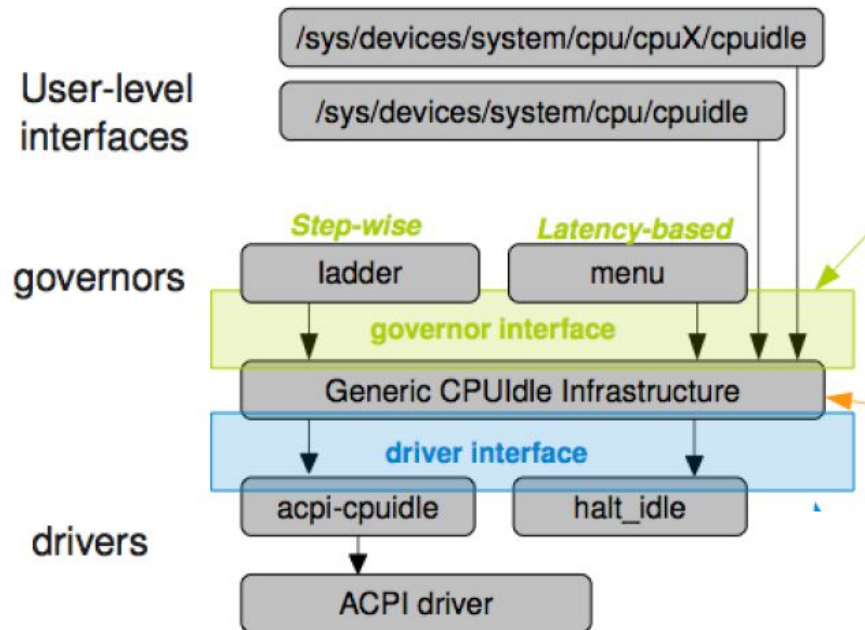 /sys/devices/system/cpu/cpuX/cpuidle
User-level
interfaces
/sys/devices/system/cpu/cpuidle
Step-wise
Latency-based
governors
ladder
menu
governor interface
Generic CPUIdle Infrastructure
driver interface
drivers
acpi-cpuidle
halt_idle
ACPI driver